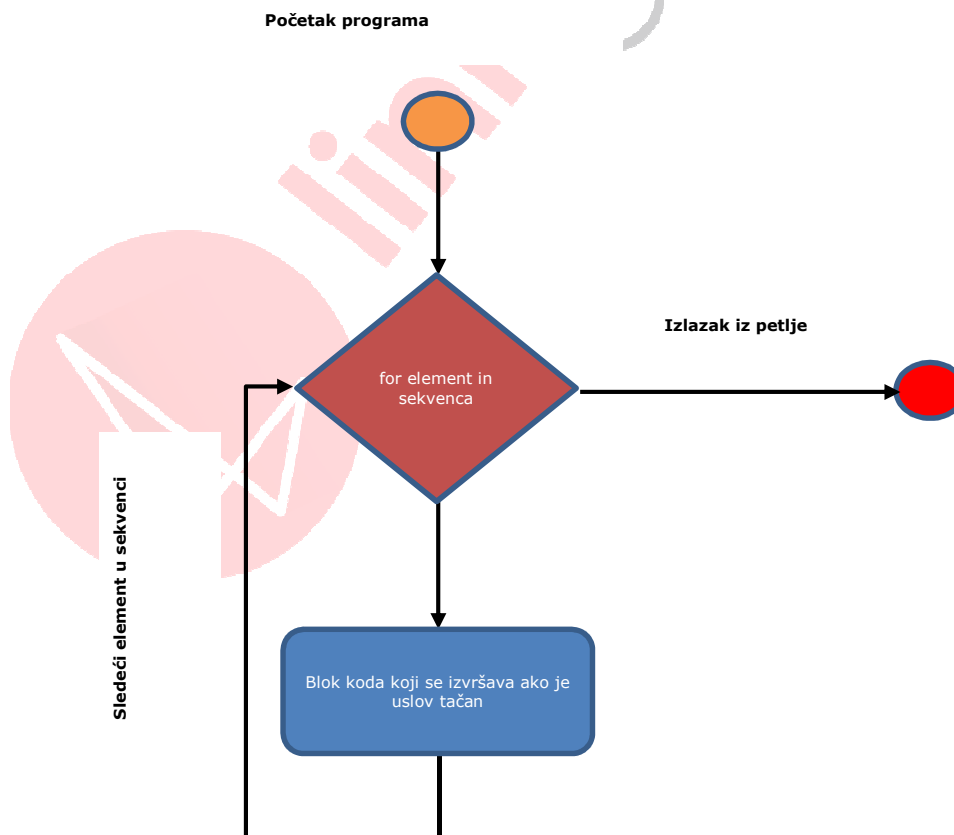 Početak programa
Izlazak iz petlje
for element in
sekvenca
Sledeći element u sekvenci
Blok koda koji se izvršava ako je
uslov tačan